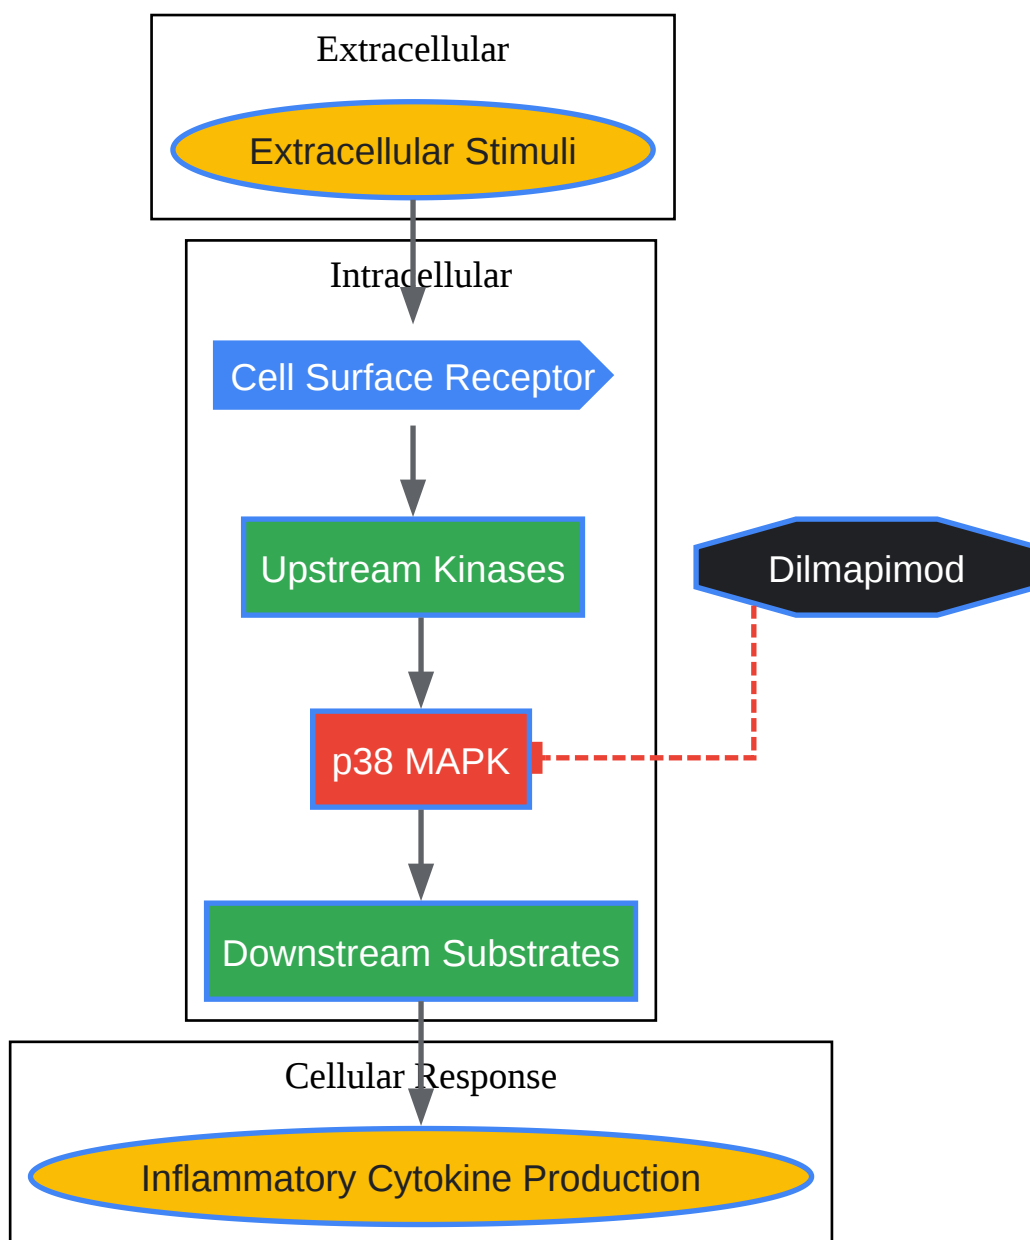 Extracellular
Extracellular Stimuli
Intracellular
Cell Surface Receptor
Upstream Kinases
Dilmapimod
p38 MAPK
Downstream Substrates
Cellular Response
Inflammatory Cytokine Production